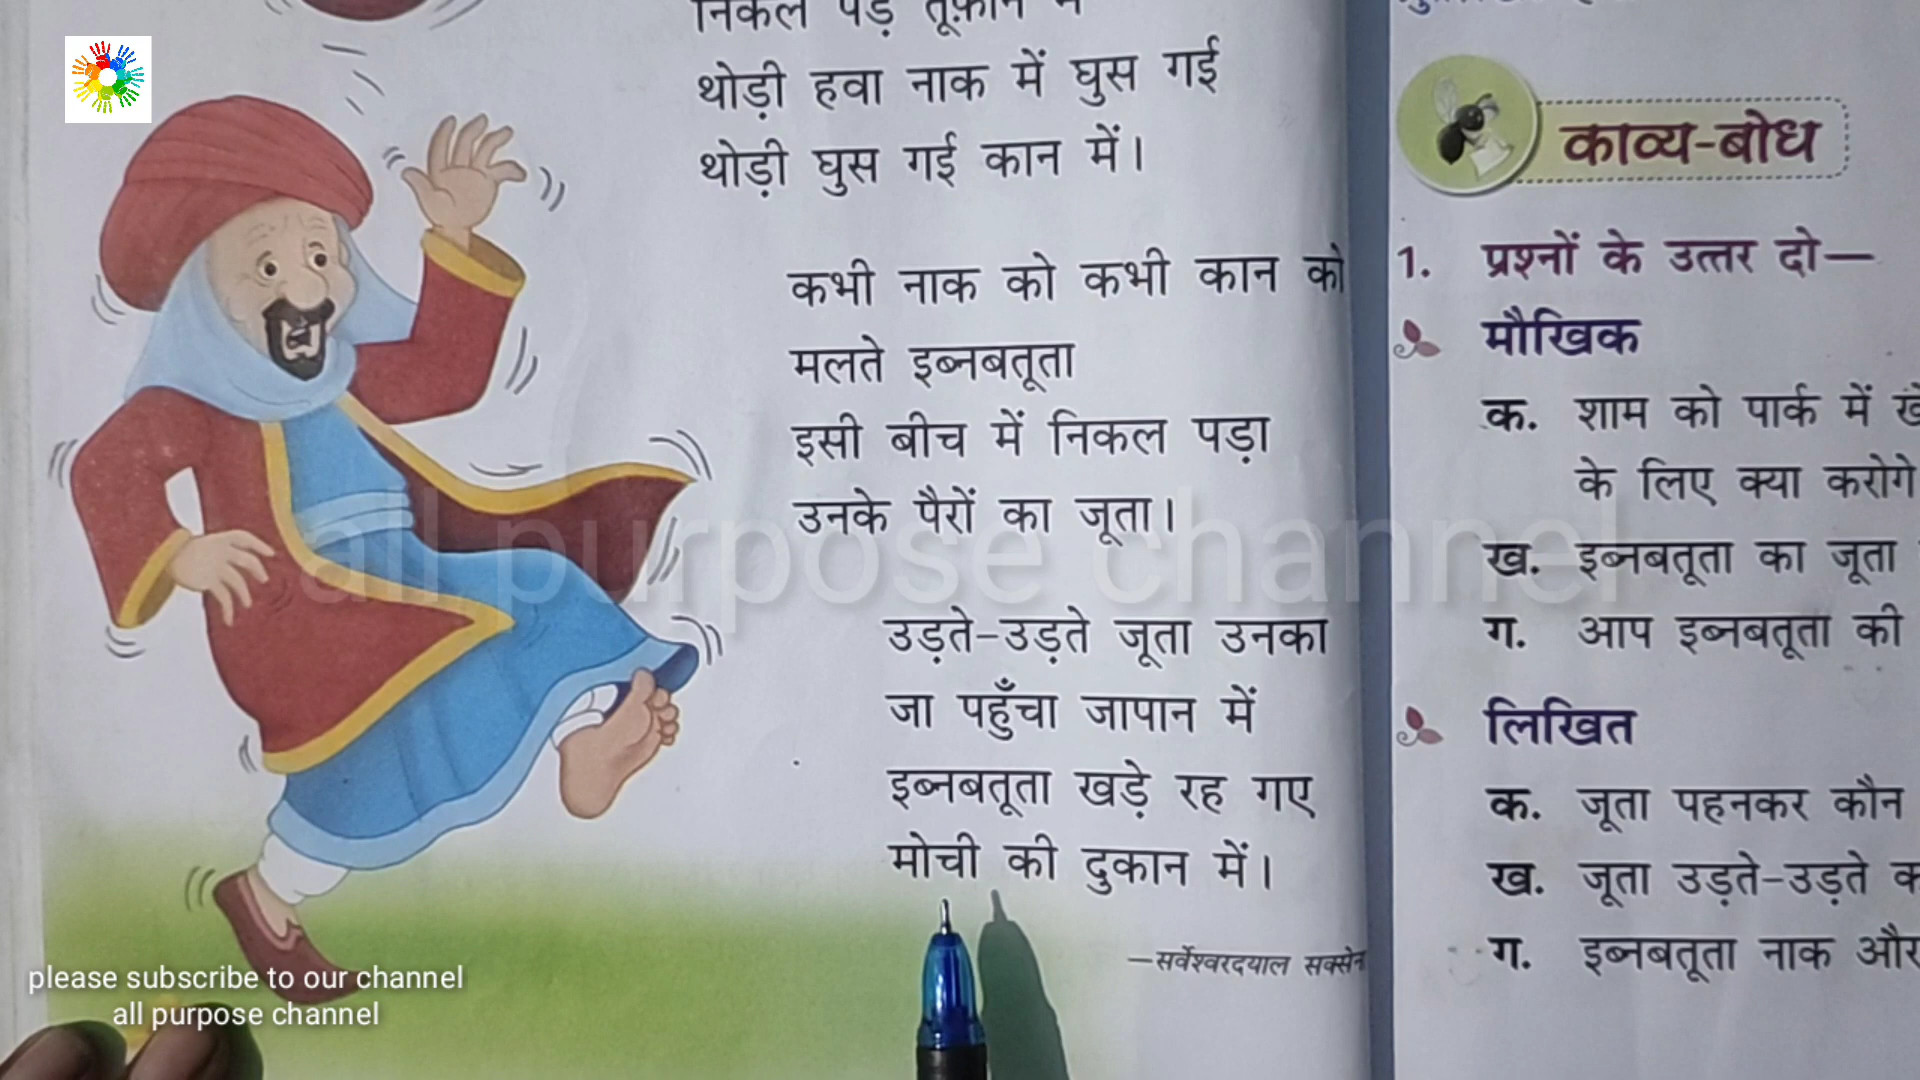 निकल पड़े तूफ़ान में
थोड़ी हवा नाक में घुस गई
थोड़ी घुस गई कान में।
कभी नाक को कभी कान को
मलते इब्नबतूता
इसी बीच में निकल पड़ा
उनके पैरों का जूता।
उड़ते-उड़ते जूता उनका
जा पहुँचा जापान में
इब्नबतूता खड़े रह गए
मोची की दुकान में।
—सर्वेश्वरदयाल सक्सेना
काव्य-बोध
1. प्रश्नों के उत्तर दो—
मौखिक
क. शाम को पार्क में
के लिए क्या करोगे
ख. इब्नबतूता का जूता
ग. आप इब्नबतूता की
लिखित
क. जूता पहनकर कौन
ख. जूता उड़ते-उड़ते
ग. इब्नबतूता नाक और
all purpose channel
please subscribe to our channel
all purpose channel